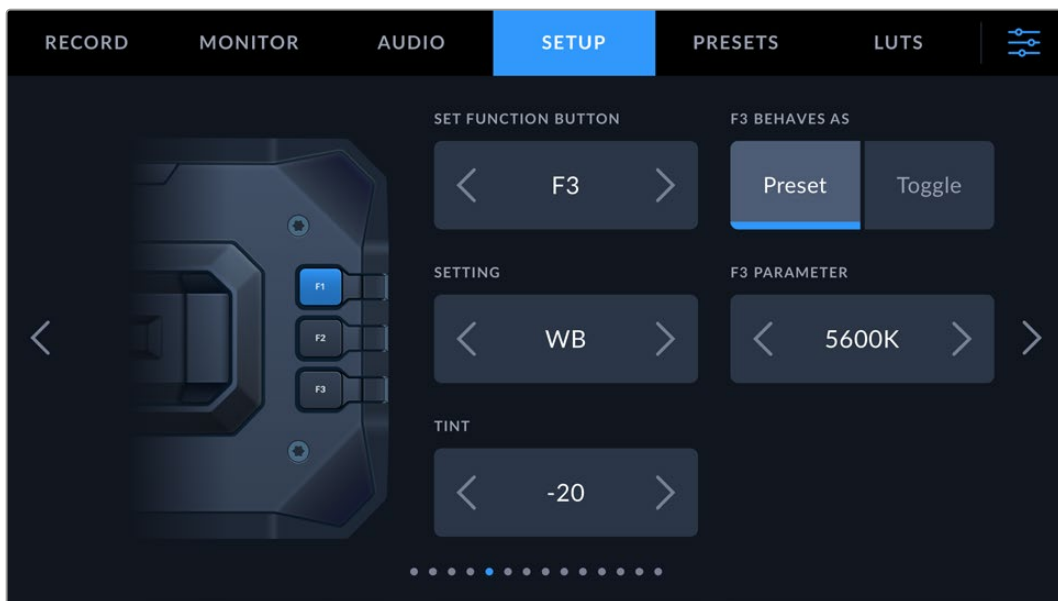 RECORD MONITOR AUDIO SETUP PRESETS LUTS
SET FUNCTION BUTTON F3 BEHAVES AS
F3 Preset Toggle
SETTING F3 PARAMETER
WB 5600K
TINT
-20
F1
F2
F3